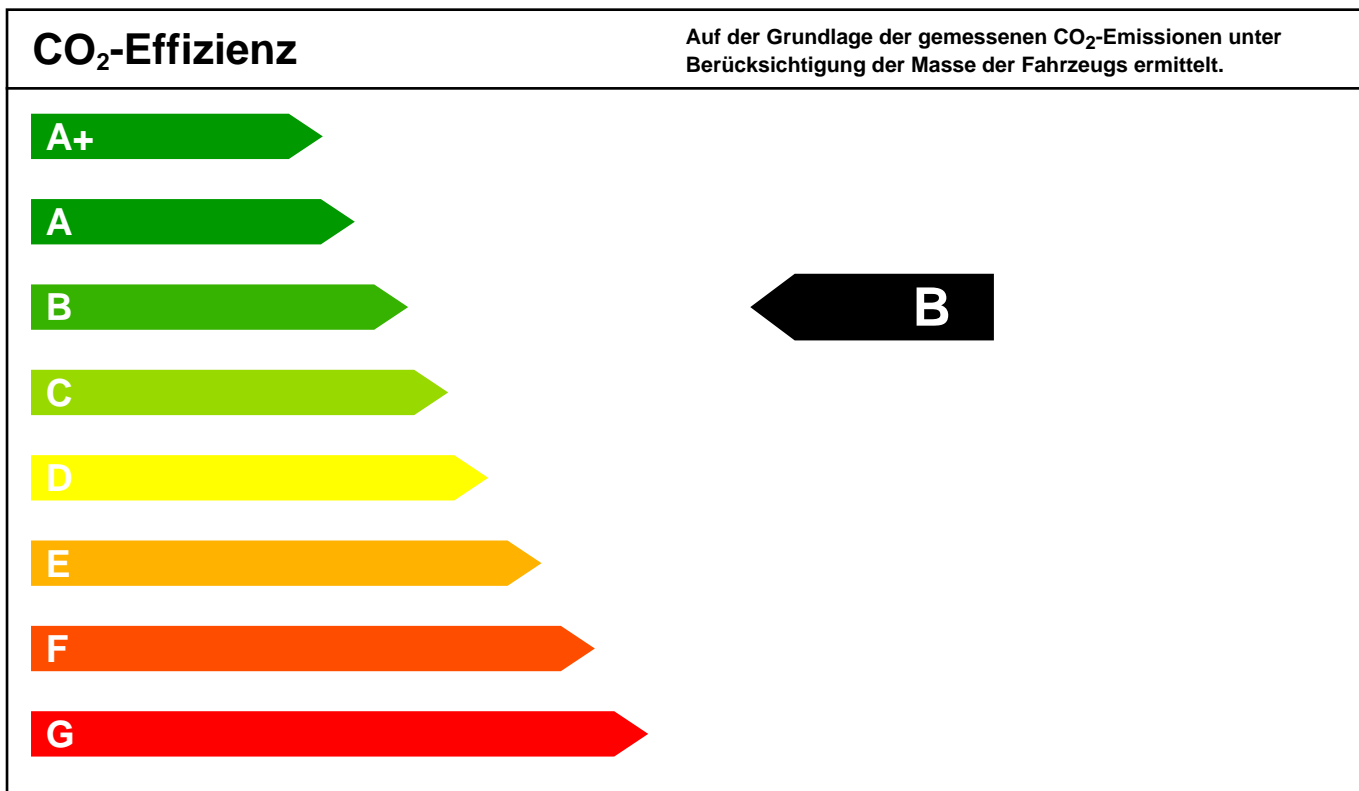 CO₂-Effizienz
Auf der Grundlage der gemessenen CO₂-Emissionen unter
Berücksichtigung der Masse der Fahrzeugs ermittelt.
A+
A
B
B
C
D
E
F
G